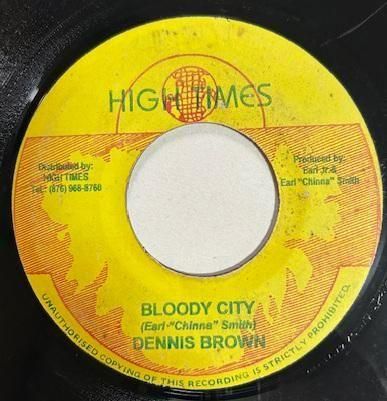 HIGH TIMES
Distributed by:
HIGH TIMES
Tel.: (876) 968-8760
Produced by:
Earl Jr.&
Earl "Chinna" Smith
BLOODY CITY
(Earl-"Chinna" Smith)
DENNIS BROWN
UNAUTHORISED COPYING OF THIS RECORDING IS STRICTLY PROHIBITED.